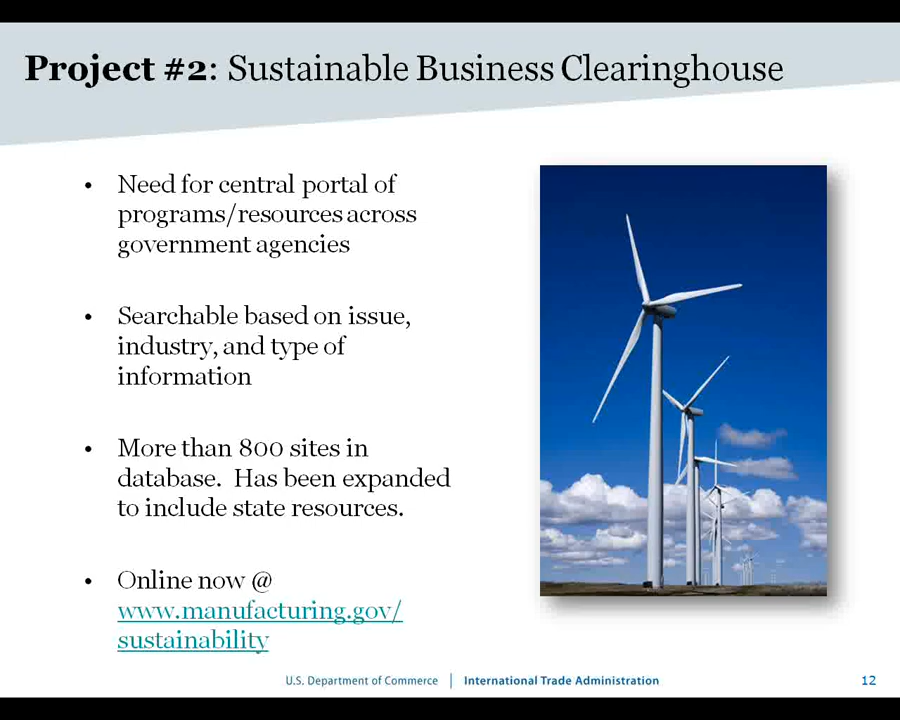 Project #2: Sustainable Business Clearinghouse
• Need for central portal of
programs/resources across
government agencies
• Searchable based on issue,
industry, and type of
information
• More than 800 sites in
database.  Has been expanded
to include state resources.
• Online now @
www.manufacturing.gov/
sustainability
U.S. Department of Commerce | International Trade Administration 12